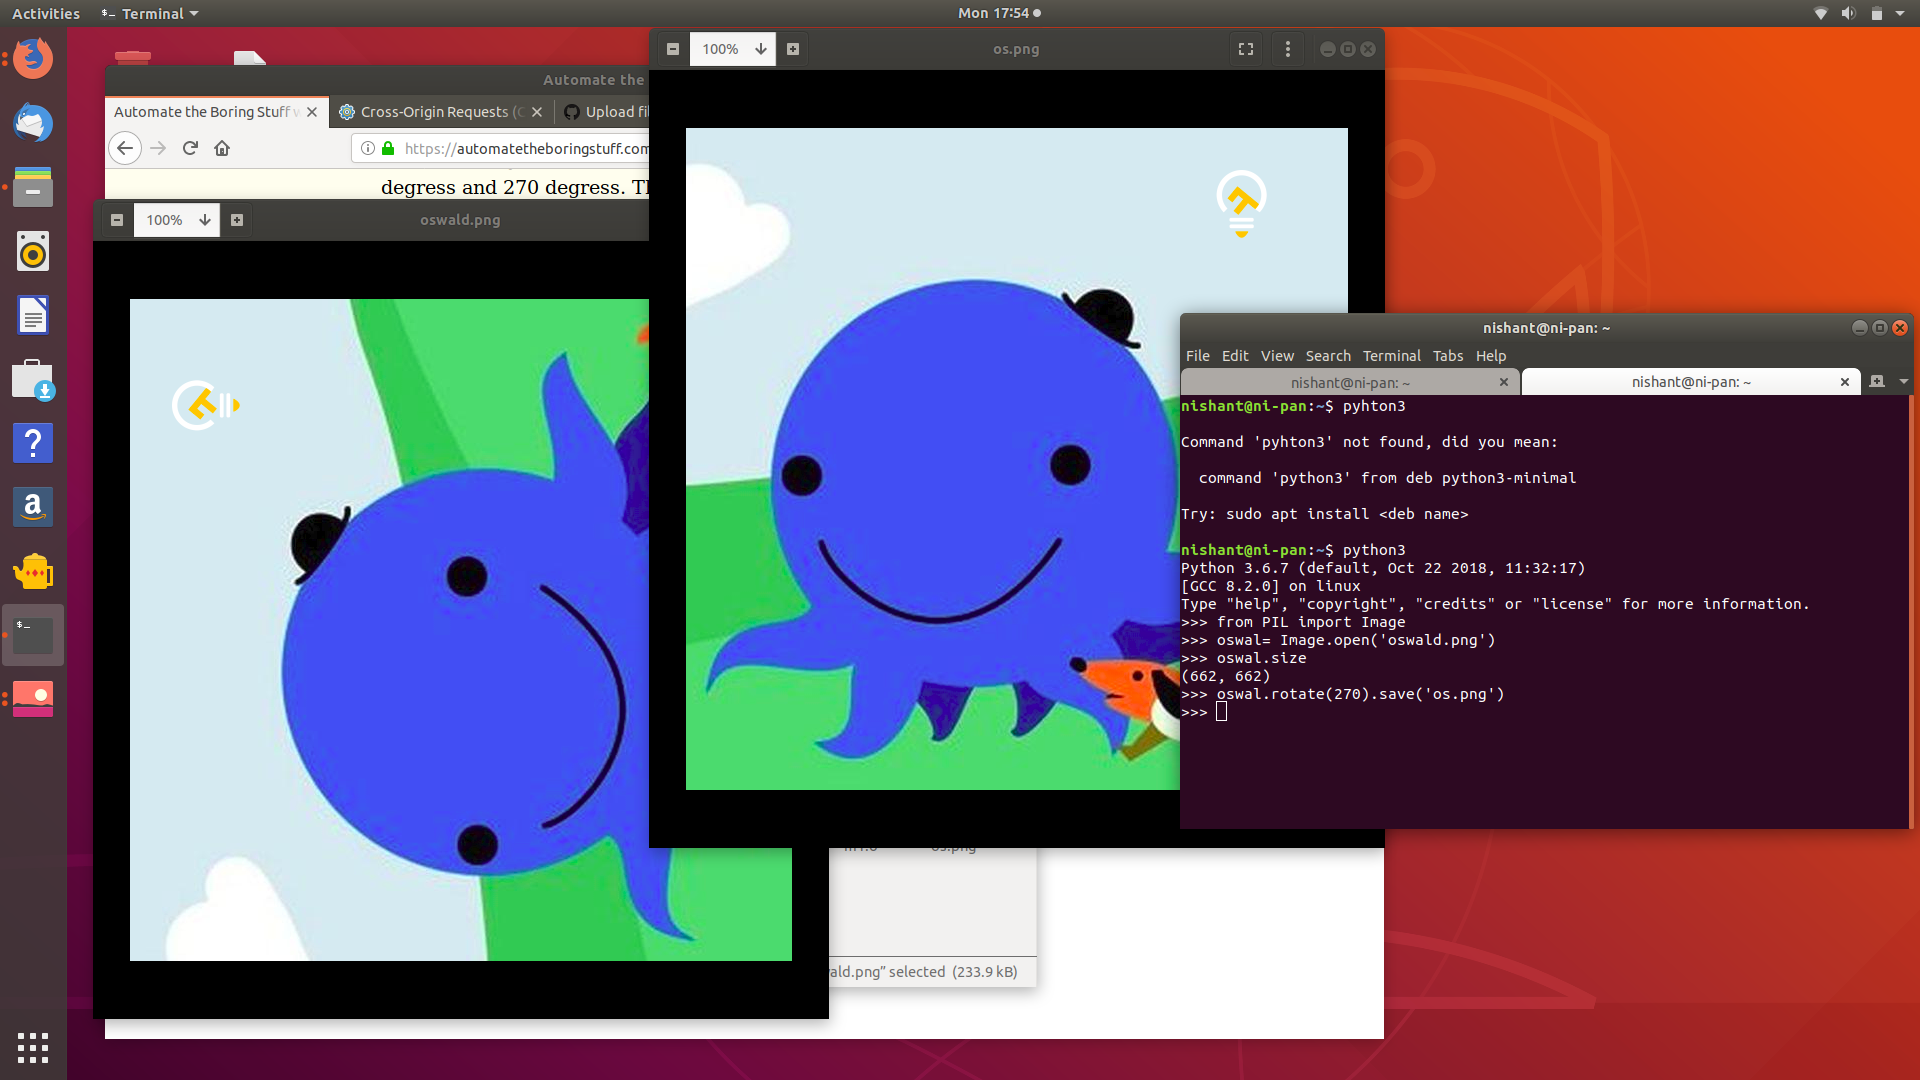 Activities
Terminal
Mon 17:54
100%
os.png
Automate the
Automate the Boring Stuff w
Cross-Origin Requests (C
Upload fil
https://automatetheboringstuff.com
degress and 270 degress. Th
100%
oswald.png
nishant@ni-pan: ~
File Edit View Search Terminal Tabs Help
nishant@ni-pan: ~
nishant@ni-pan: ~
nishant@ni-pan:~$ pyhton3
Command 'pyhton3' not found, did you mean:
command 'python3' from deb python3-minimal
Try: sudo apt install <deb name>
nishant@ni-pan:~$ python3
Python 3.6.7 (default, Oct 22 2018, 11:32:17)
[GCC 8.2.0] on linux
Type "help", "copyright", "credits" or "license" for more information.
>>> from PIL import Image
>>> oswal= Image.open('oswald.png')
>>> oswal.size
(662, 662)
>>> oswal.rotate(270).save('os.png')
>>>
os.png
ald.png" selected (233.9 kB)